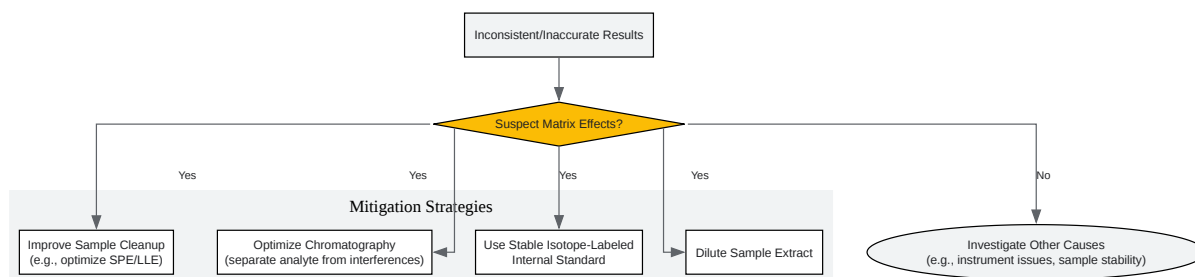 Inconsistent/Inaccurate Results
Suspect Matrix Effects?
Yes
Yes
Yes
Yes
No
Mitigation Strategies
Improve Sample Cleanup
(e.g., optimize SPE/LLE)
Optimize Chromatography
(separate analyte from interferences)
Use Stable Isotope-Labeled
Internal Standard
Dilute Sample Extract
Investigate Other Causes
(e.g., instrument issues, sample stability)